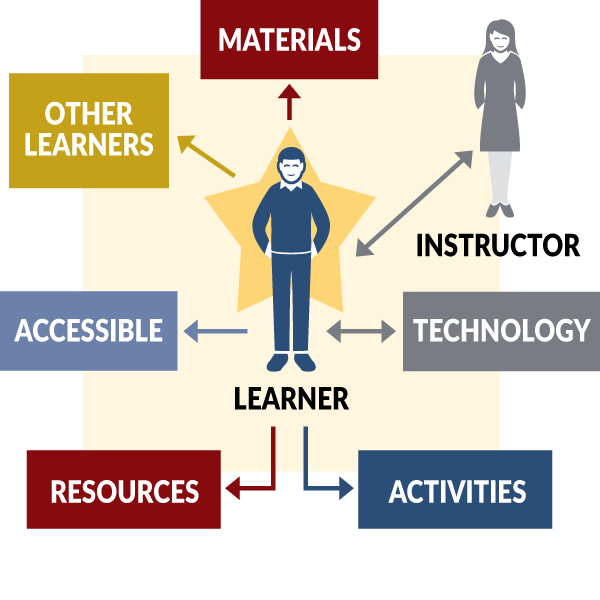 MATERIALS
OTHER
LEARNERS
INSTRUCTOR
ACCESSIBLE
TECHNOLOGY
LEARNER
RESOURCES
ACTIVITIES